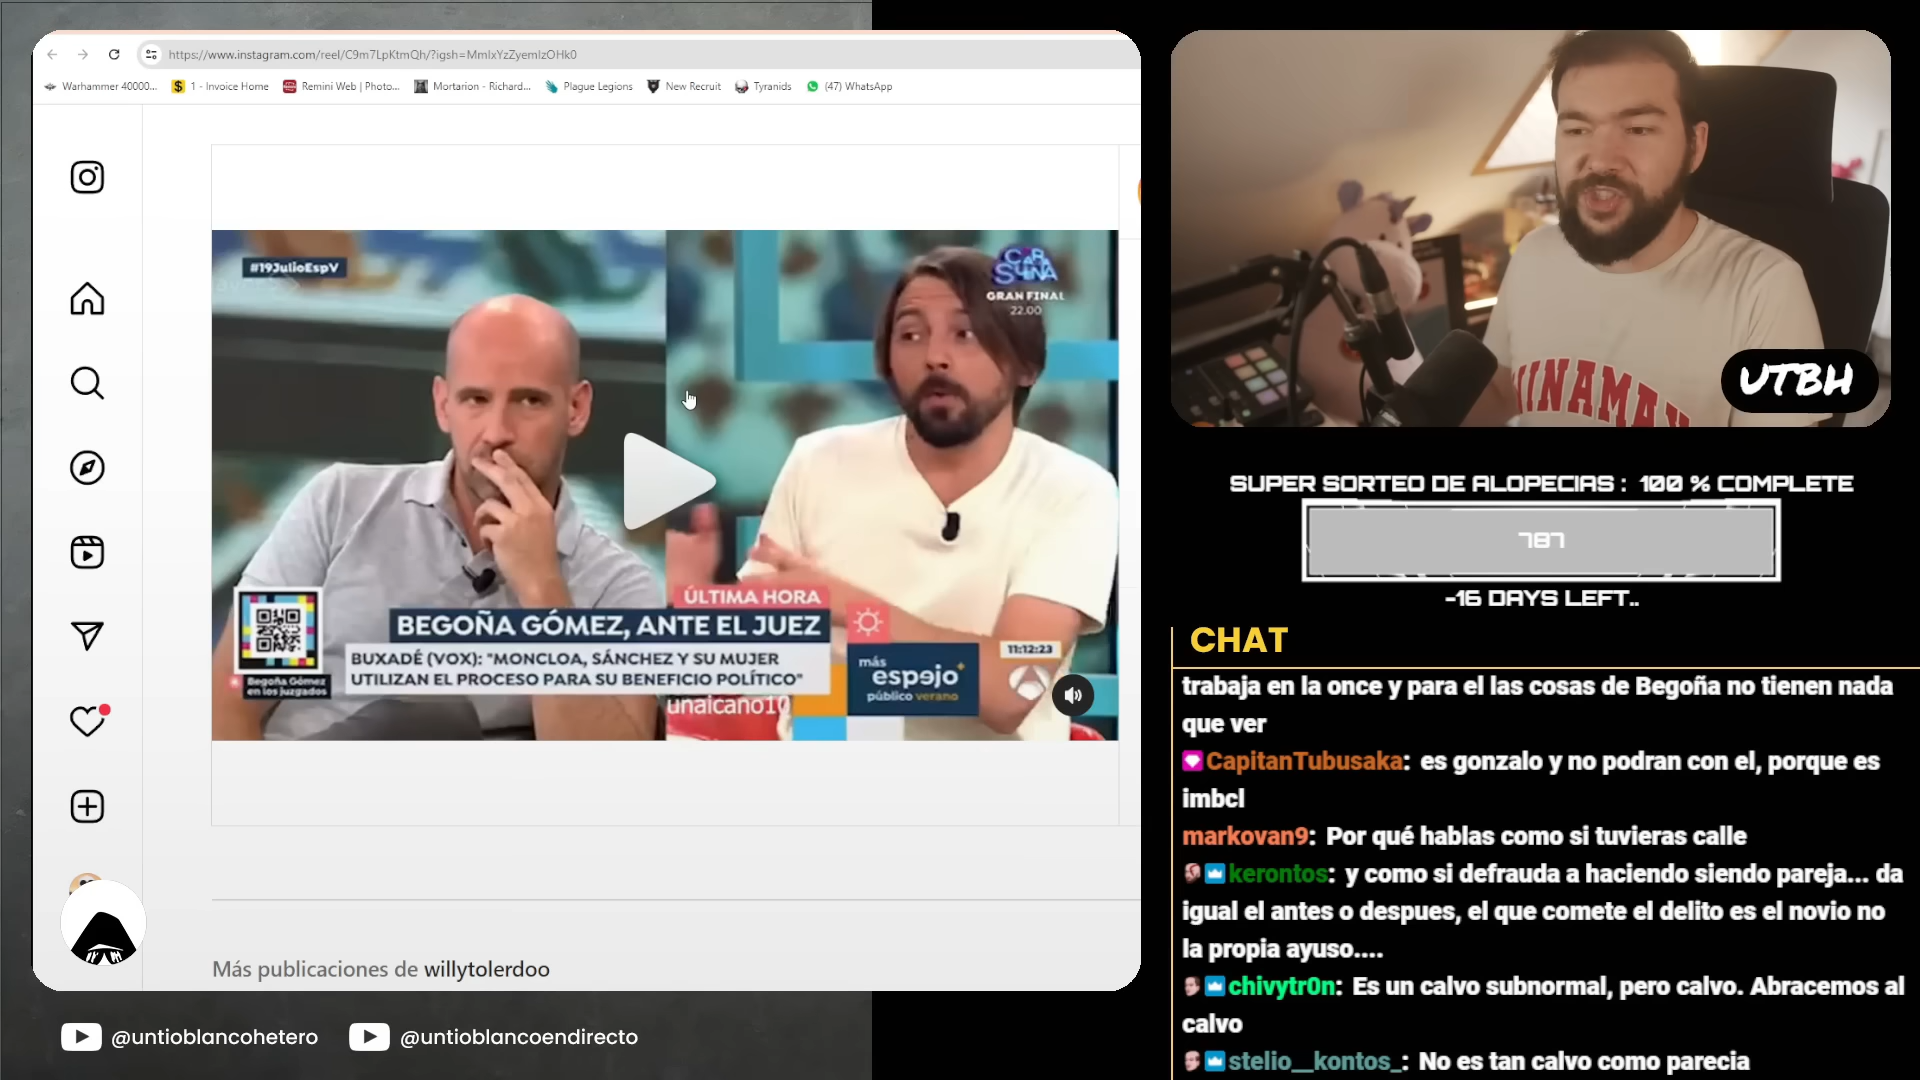 https://www.instagram.com/reel/C9m7LpKtmQh/?igsh=MmIxYzZyemIzOHk0
Warhammer 40000...
1 - Invoice Home
Remini Web | Photo...
Mortarion - Richard...
Plague Legions
New Recruit
Tyranids
(47) WhatsApp
#19JulioEspV
GRAN FINAL
22.00
ÚLTIMA HORA
BEGOÑA GÓMEZ, ANTE EL JUEZ
BUXADÉ (VOX): "MONCLOA, SÁNCHEZ Y SU MUJER
UTILIZAN EL PROCESO PARA SU BENEFICIO POLÍTICO"
Begoña Gómez
en los juzgados
11:12:23
más
espejo+
público verano
unalcano10
Más publicaciones de willytolerdoo
@untioblancohetero
@untioblancoendirecto
UTBH
SUPER SORTEO DE ALOPECIAS : 100 % COMPLETE
787
-16 DAYS LEFT..
CHAT
trabaja en la once y para el las cosas de Begoña no tienen nada
que ver
CapitanTubusaka: es gonzalo y no podran con el, porque es
imbcl
markovan9: Por qué hablas como si tuvieras calle
kerontos: y como si defrauda a haciendo siendo pareja... da
igual el antes o despues, el que comete el delito es el novio no
la propia ayuso....
chivytr0n: Es un calvo subnormal, pero calvo. Abracemos al
calvo
stelio__kontos_: No es tan calvo como parecia